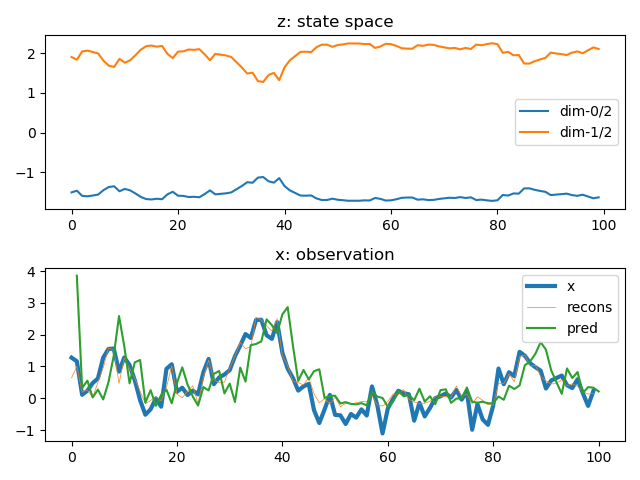 z: state space
2
1
0
−1
dim-0/2
dim-1/2
0 20 40 60 80 100
x: observation
4
3
2
1
0
−1
x
recons
pred
0 20 40 60 80 100